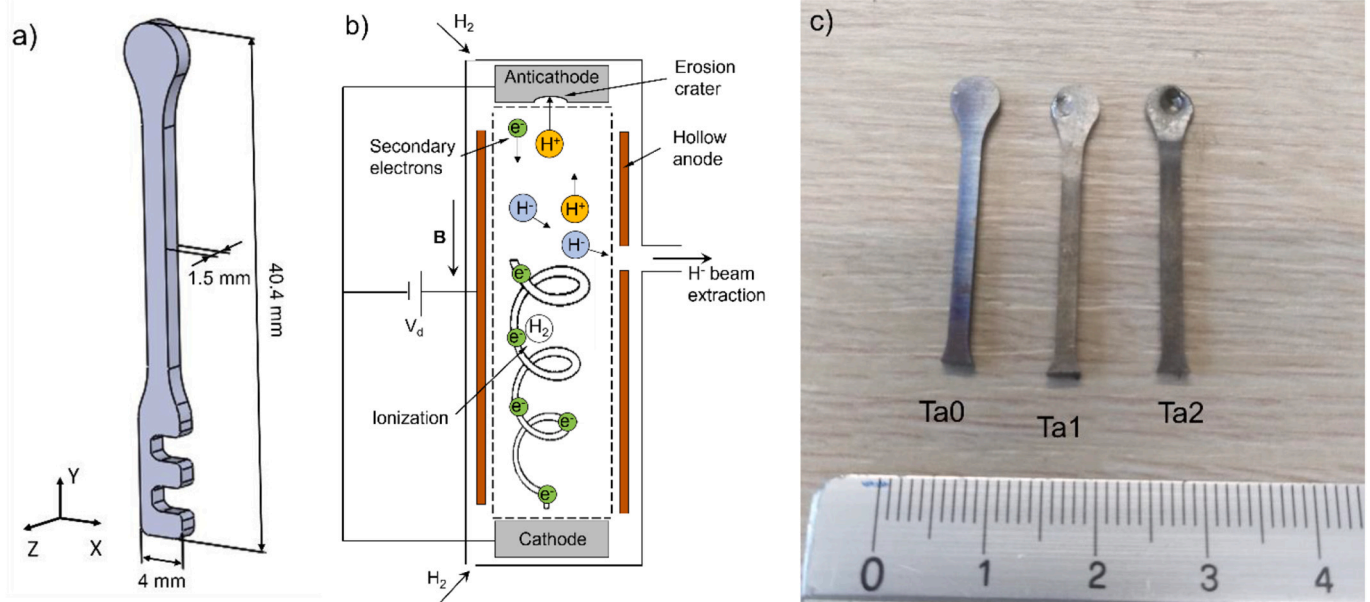 a)
40.4 mm
1.5 mm
4 mm
Y
Z
X
b)
H₂
Anticathode
Erosion
crater
Secondary
electrons
e⁻
H⁺
Hollow
anode
H⁻
H⁺
H⁻
B
e⁻
H⁻ beam
extraction
V_d
e⁻
H₂
Ionization
e⁻
e⁻
e⁻
Cathode
H₂
c)
Ta0
Ta1
Ta2
0 1 2 3 4